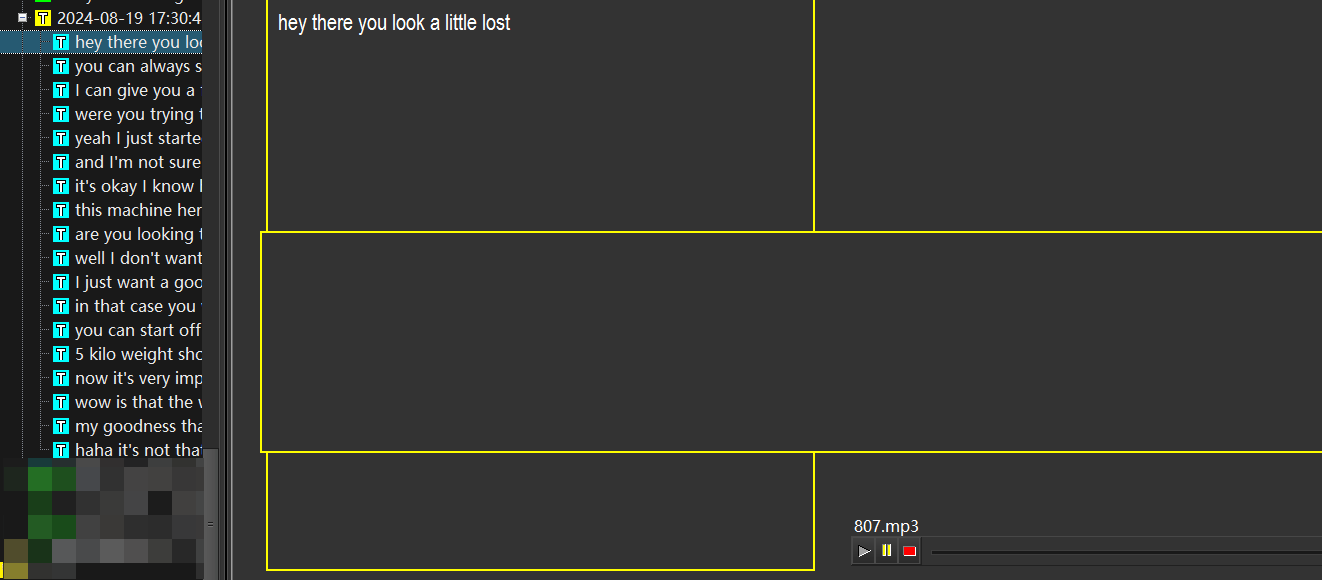 2024-08-19 17:30:4
hey there you loo
you can always s
I can give you a
were you trying t
yeah I just starte
and I'm not sure
it's okay I know
this machine her
are you looking t
well I don't want
I just want a goo
in that case you
you can start off
5 kilo weight sho
now it's very imp
wow is that the w
my goodness tha
haha it's not that
hey there you look a little lost
807.mp3